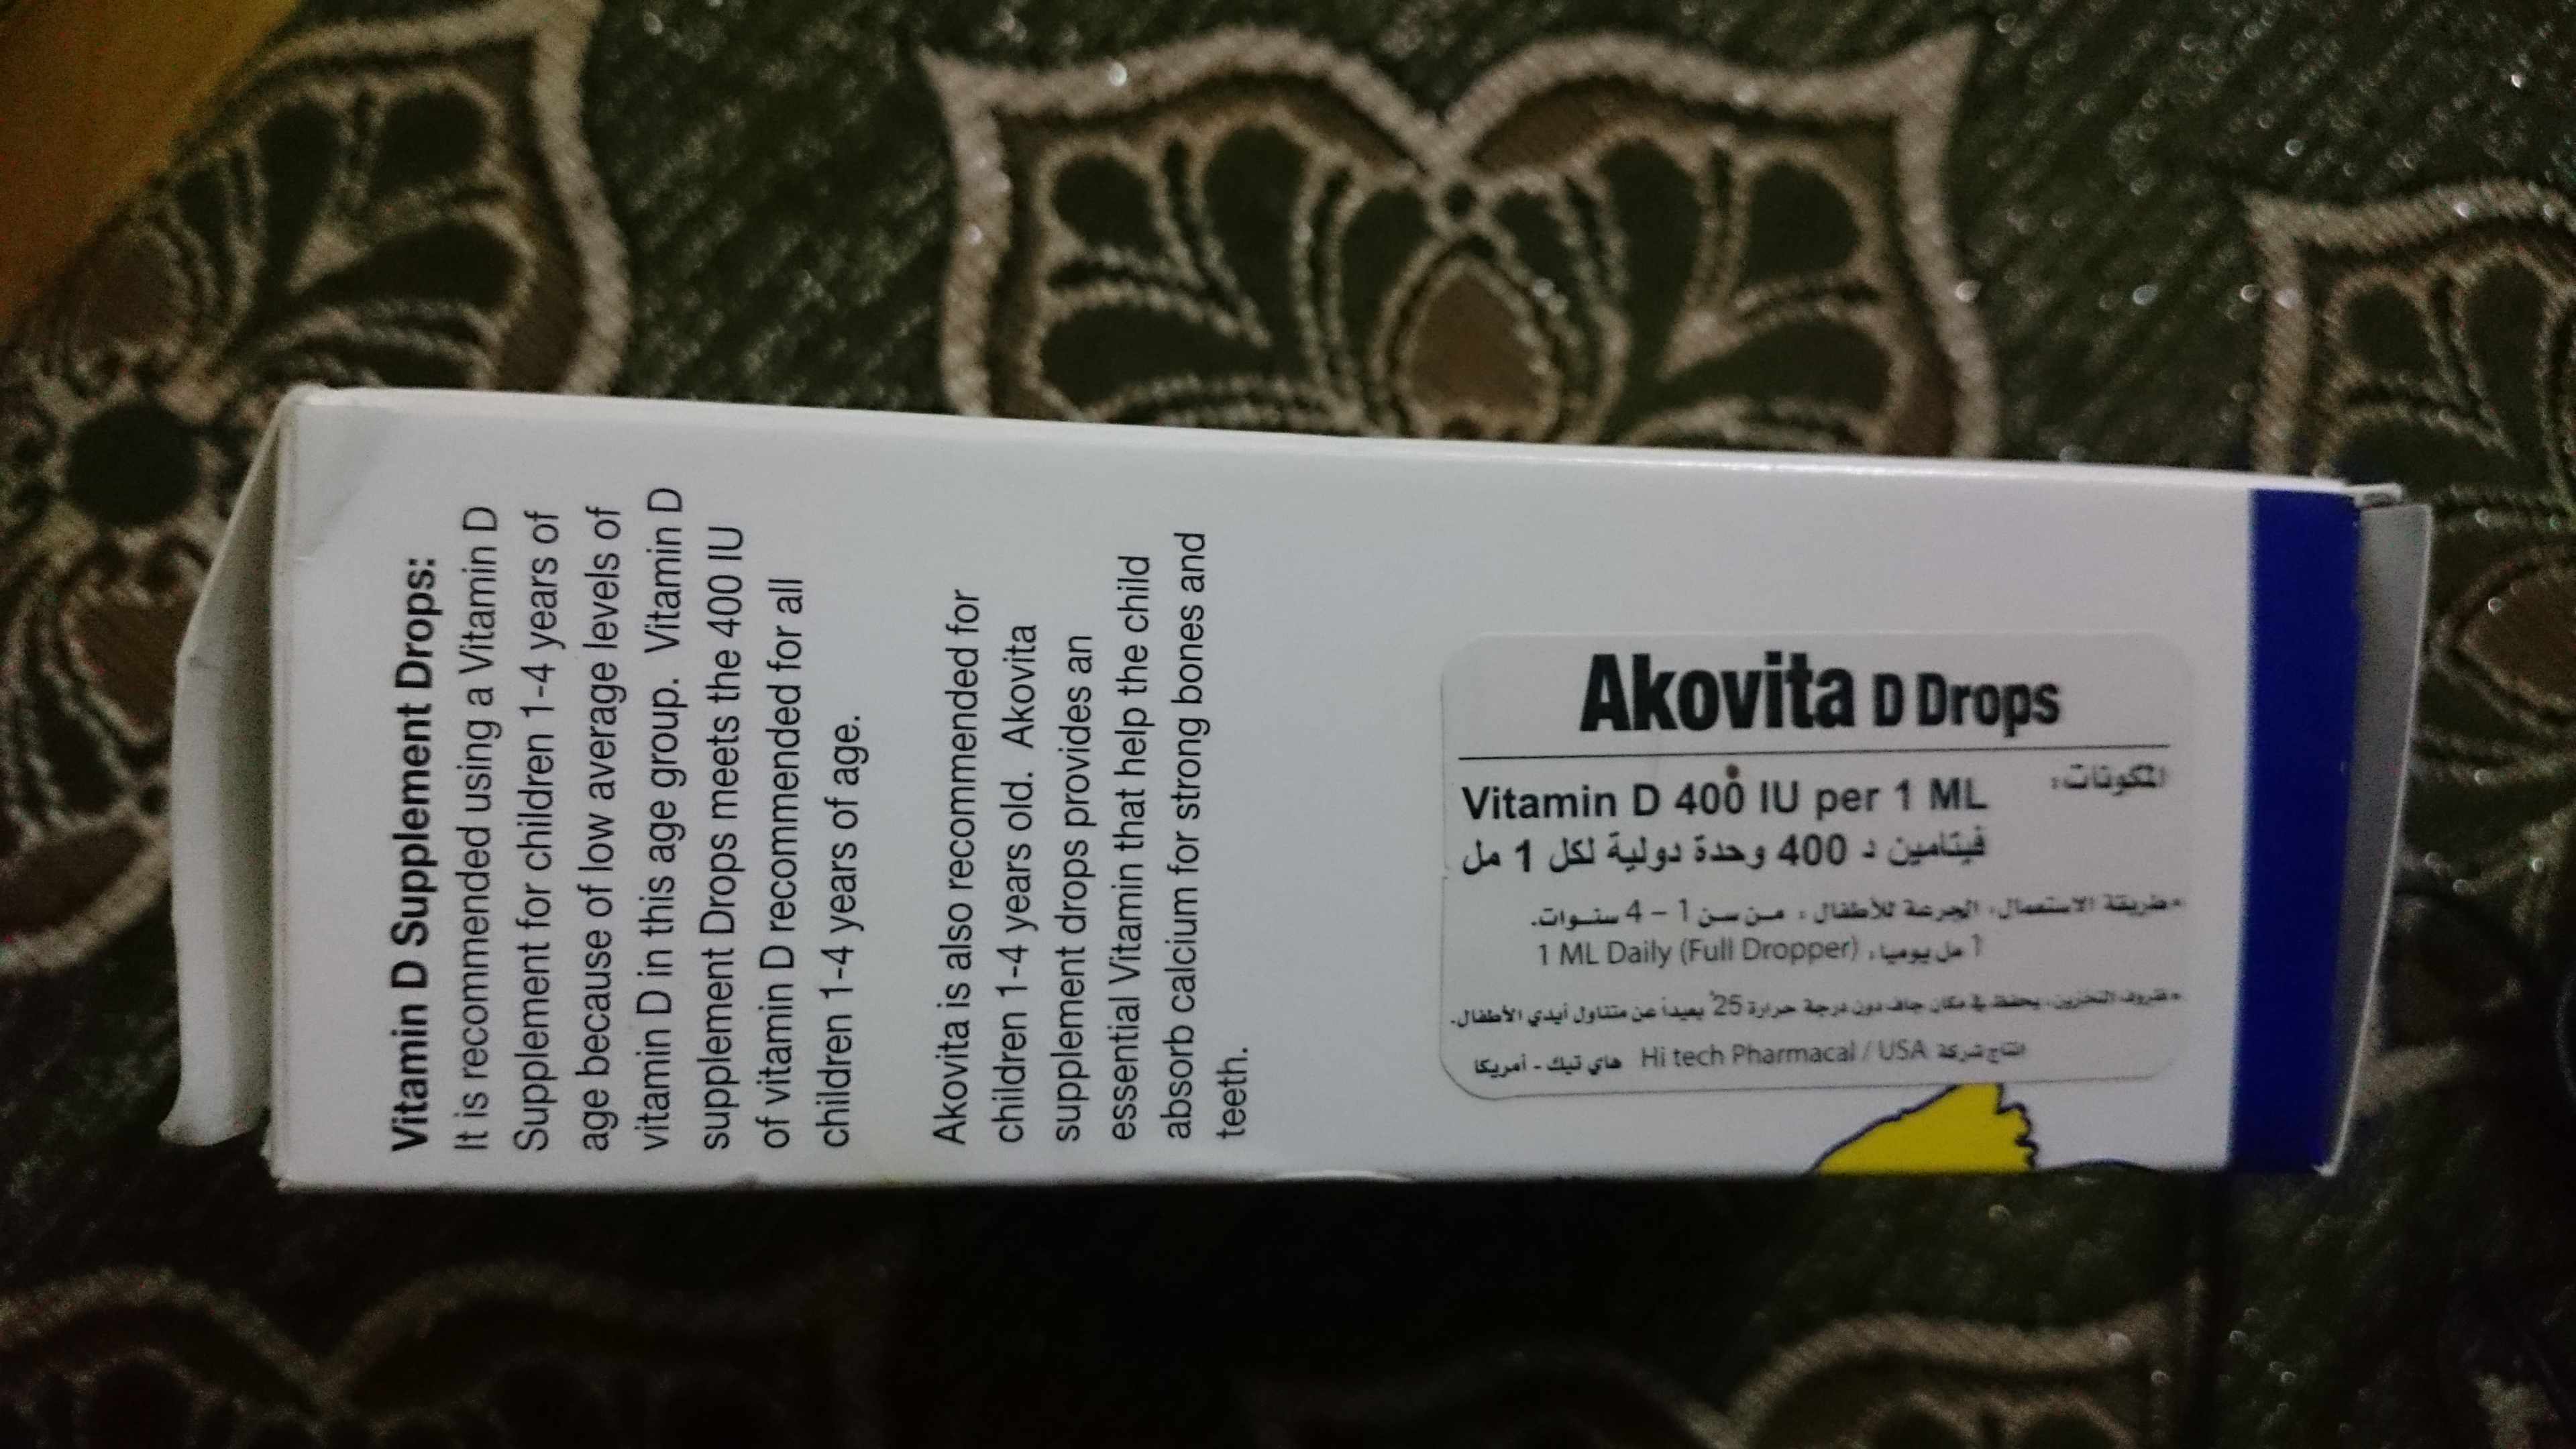 Vitamin D Supplement Drops:
It is recommended using a Vitamin D
Supplement for children 1-4 years of
age because of low average levels of
vitamin D in this age group. Vitamin D
supplement Drops meets the 400 IU
of vitamin D recommended for all
children 1-4 years of age.
Akovita is also recommended for
children 1-4 years old. Akovita
supplement drops provides an
essential Vitamin that help the child
absorb calcium for strong bones and
teeth.
Akovita D Drops
المكونات:
Vitamin D 400 IU per 1 ML
فيتامين د 400 وحدة دولية لكل 1 مل
• طريقة الاستعمال، الجرعة للأطفال : من سن 1 – 4 سنوات.
1 مل يوميا، 1 ML Daily (Full Dropper)
• ظروف التخزين، يحفظ في مكان جاف دون درجة حرارة 25° بعيداً عن متناول أيدي الأطفال.
انتاج شركة Hi tech Pharmacal / USA هاي تيك - أمريكا